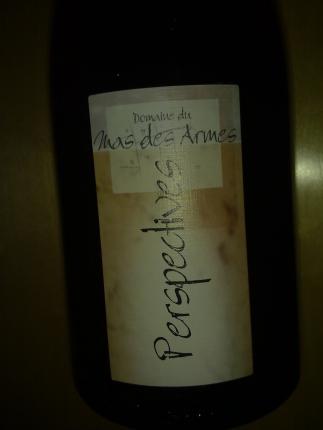 Domaine du
Mas des Armes
Perspectives